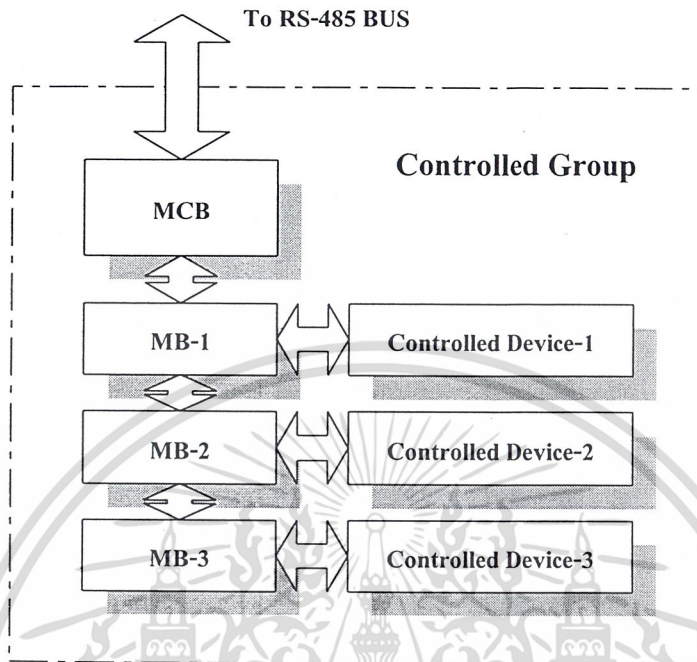 To RS-485 BUS
Controlled Group
MCB
MB-1
Controlled Device-1
MB-2
Controlled Device-2
MB-3
Controlled Device-3